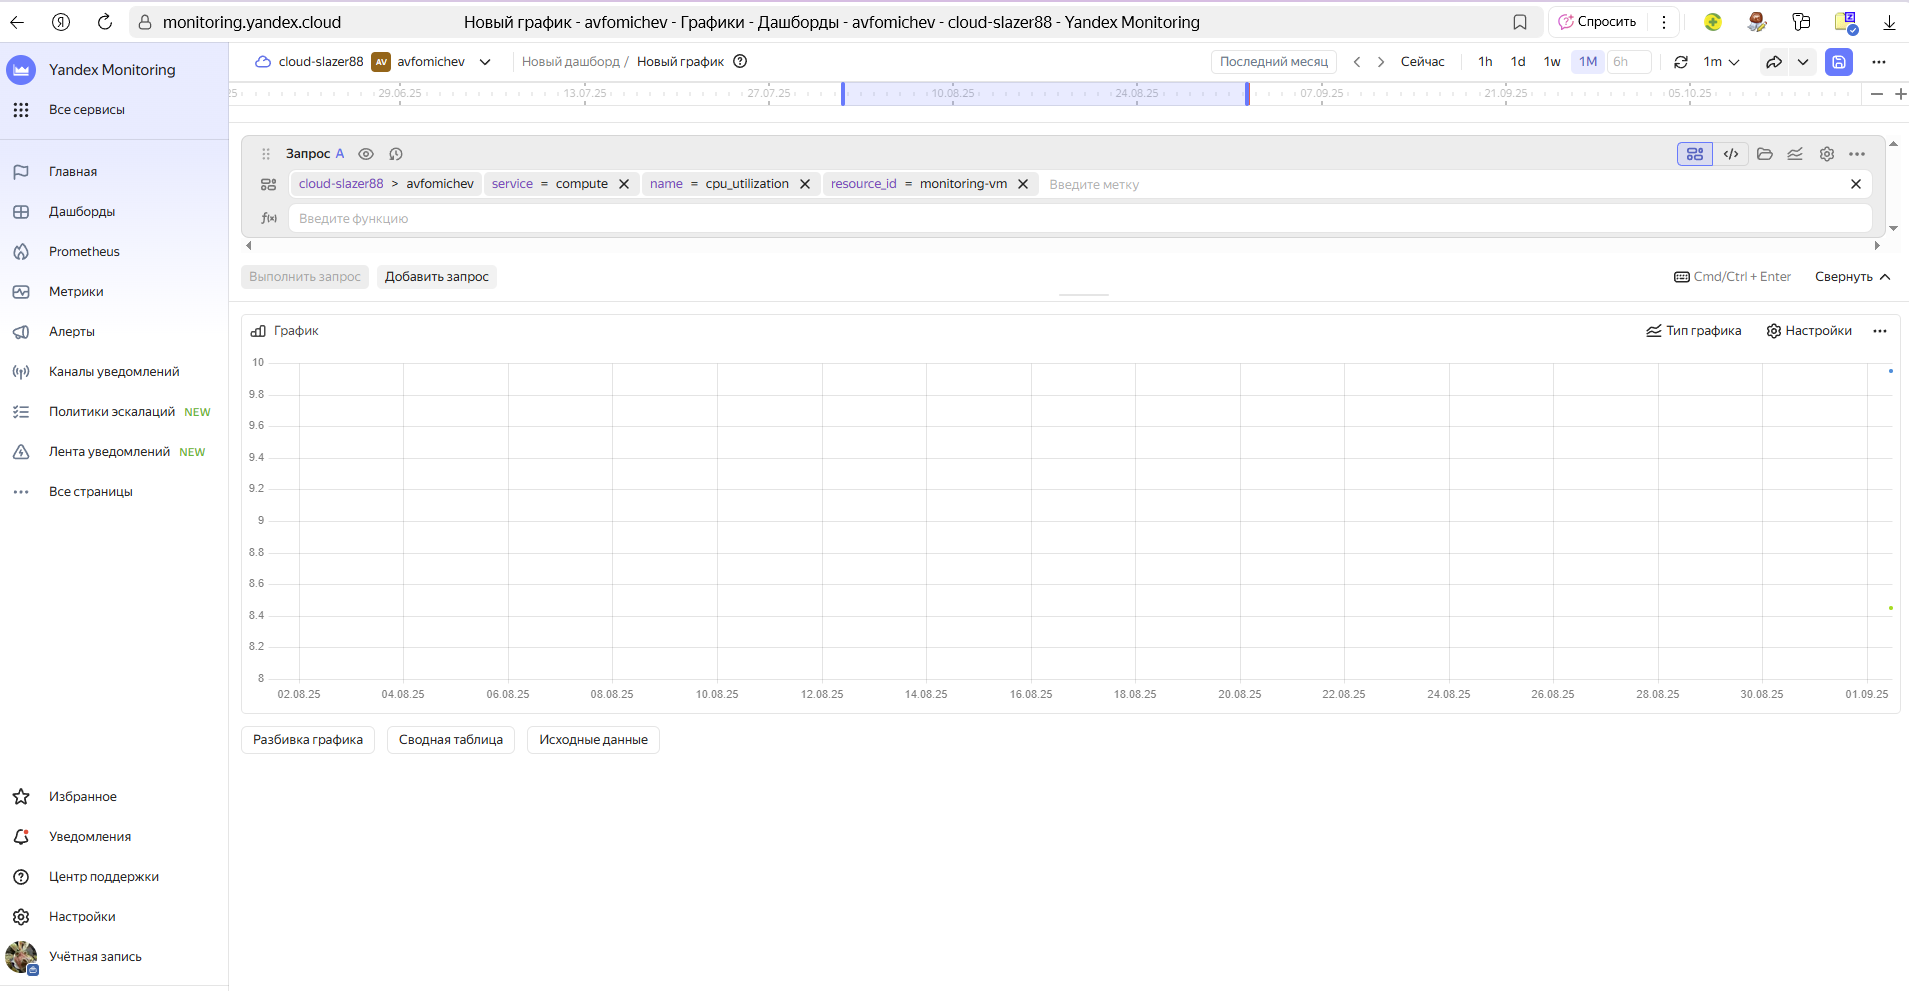 monitoring.yandex.cloud
Новый график - avfomichev - Графики - Дашборды - avfomichev - cloud-slazer88 - Yandex Monitoring
Спросить
Yandex Monitoring
Все сервисы
Главная
Дашборды
Prometheus
Метрики
Алерты
Каналы уведомлений
Политики эскалаций NEW
Лента уведомлений NEW
Все страницы
Избранное
Уведомления
Центр поддержки
Настройки
Учётная запись
cloud-slazer88 AV avfomichev
Новый дашборд / Новый график
Последний месяц
Сейчас
1h 1d 1w 1M 6h
1m
25 29.06.25 13.07.25 27.07.25 10.08.25 24.08.25 07.09.25 21.09.25 05.10.25
Запрос A
cloud-slazer88 > avfomichev service = compute name = cpu_utilization resource_id = monitoring-vm Введите метку
f(x) Введите функцию
Выполнить запрос Добавить запрос
Cmd/Ctrl + Enter Свернуть
График
Тип графика Настройки
10
9.8
9.6
9.4
9.2
9
8.8
8.6
8.4
8.2
8
02.08.25 04.08.25 06.08.25 08.08.25 10.08.25 12.08.25 14.08.25 16.08.25 18.08.25 20.08.25 22.08.25 24.08.25 26.08.25 28.08.25 30.08.25 01.09.25
Разбивка графика Сводная таблица Исходные данные